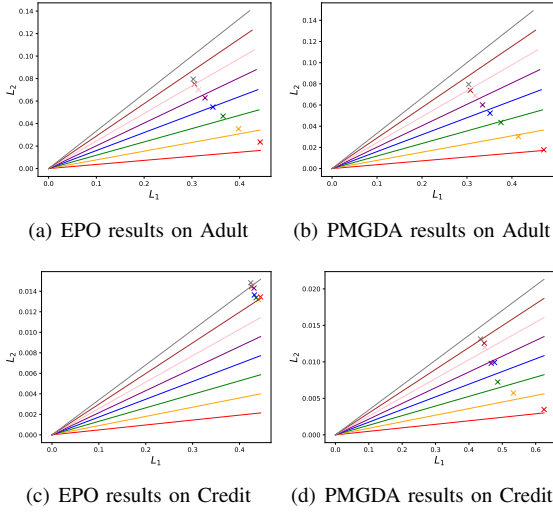 0.14
0.12
0.10
0.08
0.06
0.04
0.02
0.00
L₂
0.0 0.1 0.2 0.3 0.4
L₁
(a) EPO results on Adult
0.14
0.12
0.10
0.08
0.06
0.04
0.02
0.00
L₂
0.0 0.1 0.2 0.3 0.4
L₁
(b) PMGDA results on Adult
0.014
0.012
0.010
0.008
0.006
0.004
0.002
0.000
L₂
0.0 0.1 0.2 0.3 0.4
L₁
(c) EPO results on Credit
0.020
0.015
0.010
0.005
0.000
L₂
0.0 0.1 0.2 0.3 0.4 0.5 0.6
L₁
(d) PMGDA results on Credit